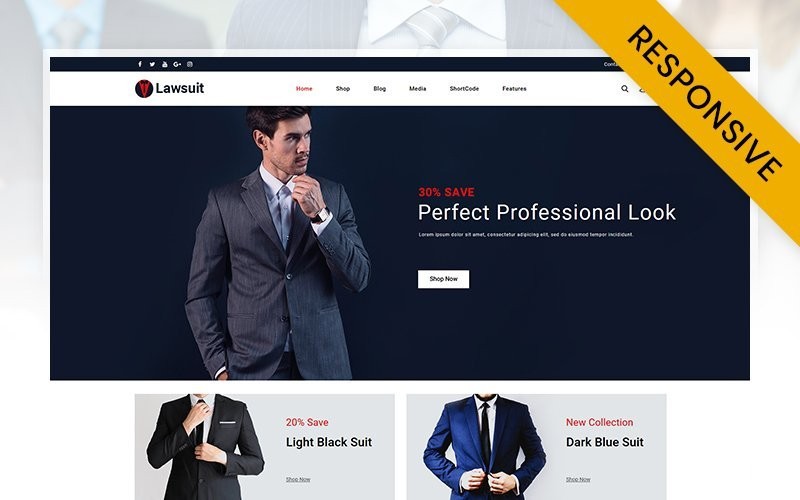 RESPONSIVE
Lawsuit
Home Shop Blog Media ShortCode Features
30% SAVE
Perfect Professional Look
Lorem ipsum dolor sit amet, consectetur adipiscing elit, sed do eiusmod tempor incididunt.
Shop Now
20% Save
Light Black Suit
Shop Now
New Collection
Dark Blue Suit
Shop Now